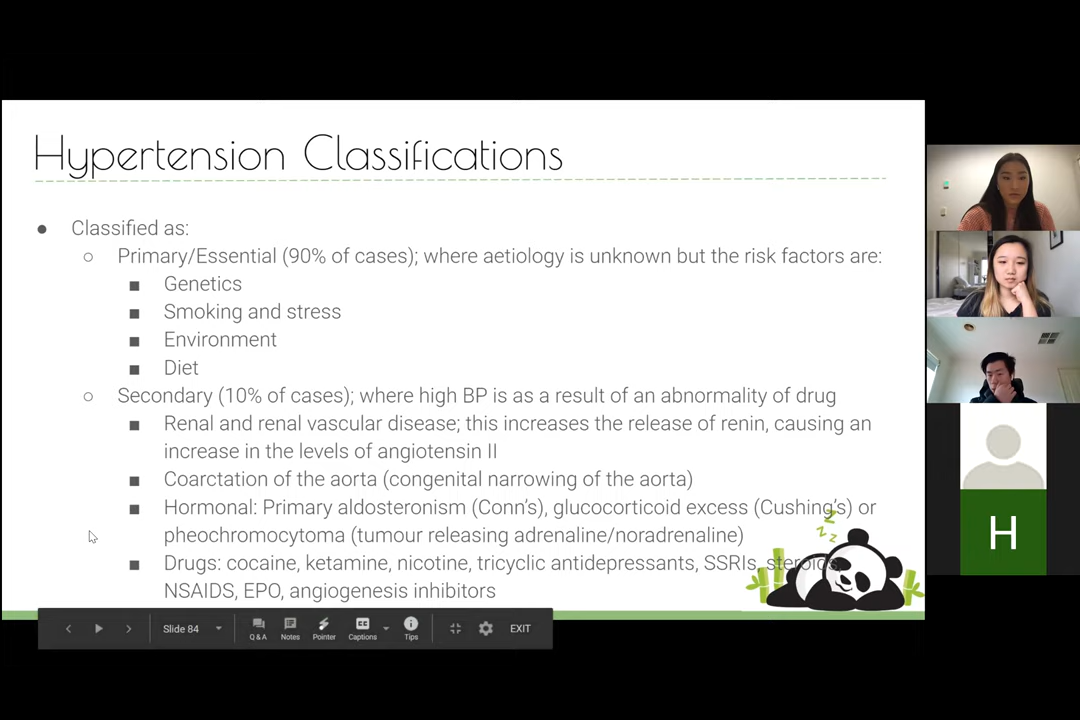 Hypertension Classifications
● Classified as:
○ Primary/Essential (90% of cases); where aetiology is unknown but the risk factors are:
■ Genetics
■ Smoking and stress
■ Environment
■ Diet
○ Secondary (10% of cases); where high BP is as a result of an abnormality of drug
■ Renal and renal vascular disease; this increases the release of renin, causing an
increase in the levels of angiotensin II
■ Coarctation of the aorta (congenital narrowing of the aorta)
■ Hormonal: Primary aldosteronism (Conn's), glucocorticoid excess (Cushing's) or
pheochromocytoma (tumour releasing adrenaline/noradrenaline)
■ Drugs: cocaine, ketamine, nicotine, tricyclic antidepressants, SSRIs, steroids,
NSAIDS, EPO, angiogenesis inhibitors
z z z z
Slide 84
Q & A Notes Pointer Captions Tips
EXIT
H